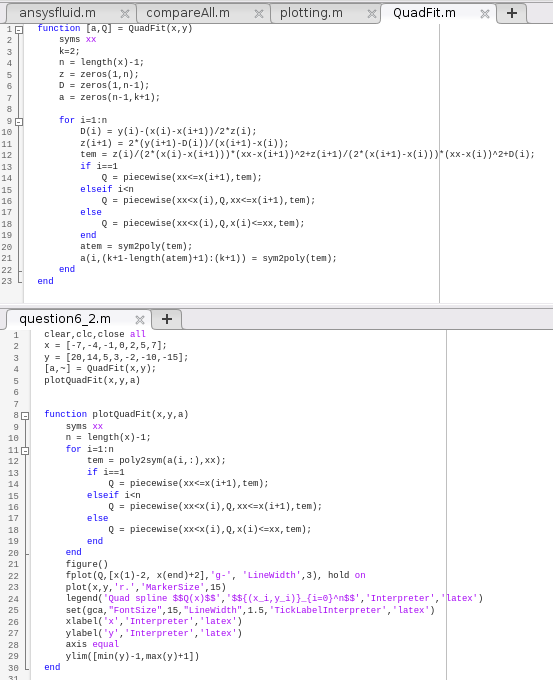 ansysfluid.m compareAll.m plotting.m QuadFit.m +
1 function [a,Q] = QuadFit(x,y)
2 syms xx
3 k=2;
4 n = length(x)-1;
5 z = zeros(1,n);
6 D = zeros(1,n-1);
7 a = zeros(n-1,k+1);
8
9 for i=1:n
10 D(i) = y(i)-(x(i)-x(i+1))/2*z(i);
11 z(i+1) = 2*(y(i+1)-D(i))/(x(i+1)-x(i));
12 tem = z(i)/(2*(x(i)-x(i+1)))*(xx-x(i+1))^2+z(i+1)/(2*(x(i+1)-x(i)))*(xx-x(i))^2+D(i);
13 if i==1
14 Q = piecewise(xx<=x(i+1),tem);
15 elseif i<n
16 Q = piecewise(xx<x(i),Q,xx<=x(i+1),tem);
17 else
18 Q = piecewise(xx<x(i),Q,x(i)<=xx,tem);
19 end
20 atem = sym2poly(tem);
21 a(i,(k+1-length(atem)+1):(k+1)) = sym2poly(tem);
22 end
23 end
question6_2.m +
1 clear,clc,close all
2 x = [-7,-4,-1,0,2,5,7];
3 y = [20,14,5,3,-2,-10,-15];
4 [a,~] = QuadFit(x,y);
5 plotQuadFit(x,y,a)
6
7
8 function plotQuadFit(x,y,a)
9 syms xx
10 n = length(x)-1;
11 for i=1:n
12 tem = poly2sym(a(i,:),xx);
13 if i==1
14 Q = piecewise(xx<=x(i+1),tem);
15 elseif i<n
16 Q = piecewise(xx<x(i),Q,xx<=x(i+1),tem);
17 else
18 Q = piecewise(xx<x(i),Q,x(i)<=xx,tem);
19 end
20 end
21 figure()
22 fplot(Q,[x(1)-2, x(end)+2],'g-', 'LineWidth',3), hold on
23 plot(x,y,'r.','MarkerSize',15)
24 legend('Quad spline $$Q(x)$$','$${(x_i,y_i)}_{i=0}^n$$','Interpreter','latex')
25 set(gca,"FontSize",15,"LineWidth",1.5,'TickLabelInterpreter','latex')
26 xlabel('x','Interpreter','latex')
27 ylabel('y','Interpreter','latex')
28 axis equal
29 ylim([min(y)-1,max(y)+1])
30 end
31